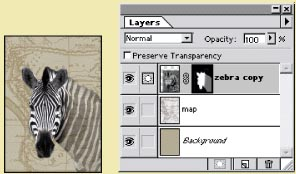 Layers
Normal Opacity: 100 %
Preserve Transparency
zebra copy
map
Background